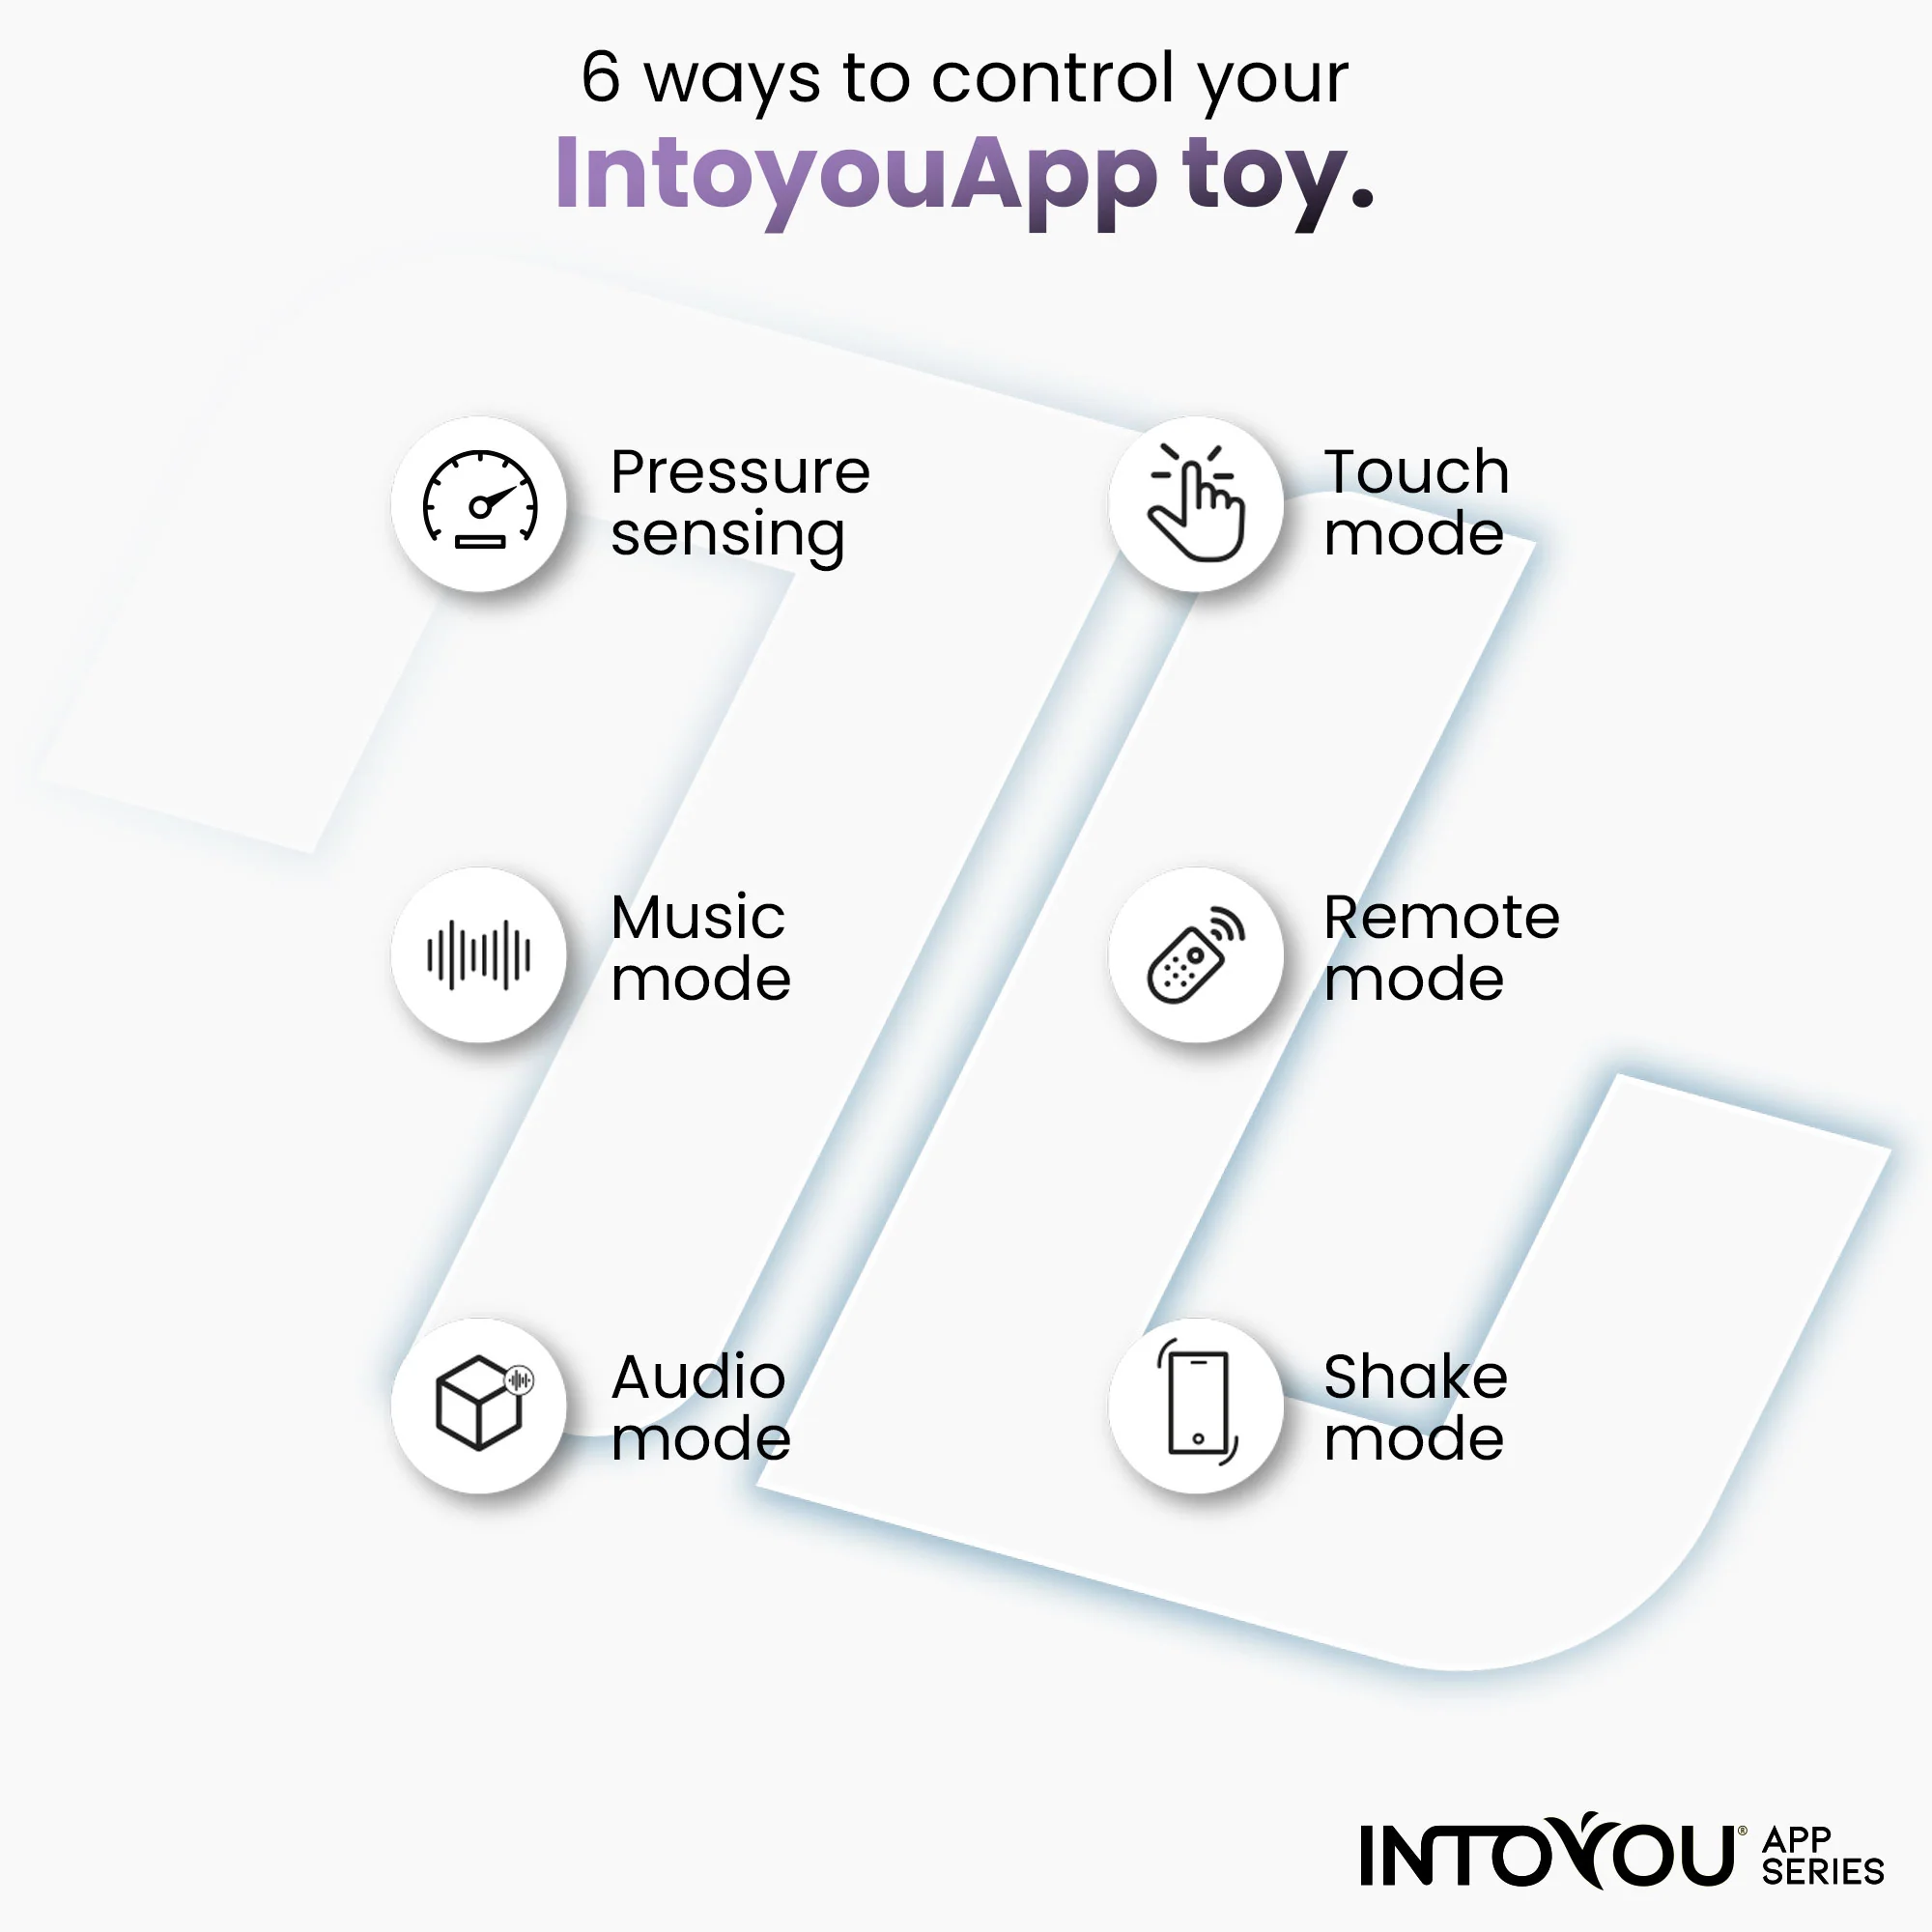 6 ways to control your
IntoyouApp toy.
Pressure
sensing
Touch
mode
Music
mode
Remote
mode
Audio
mode
Shake
mode
INTOYOU® APP
SERIES